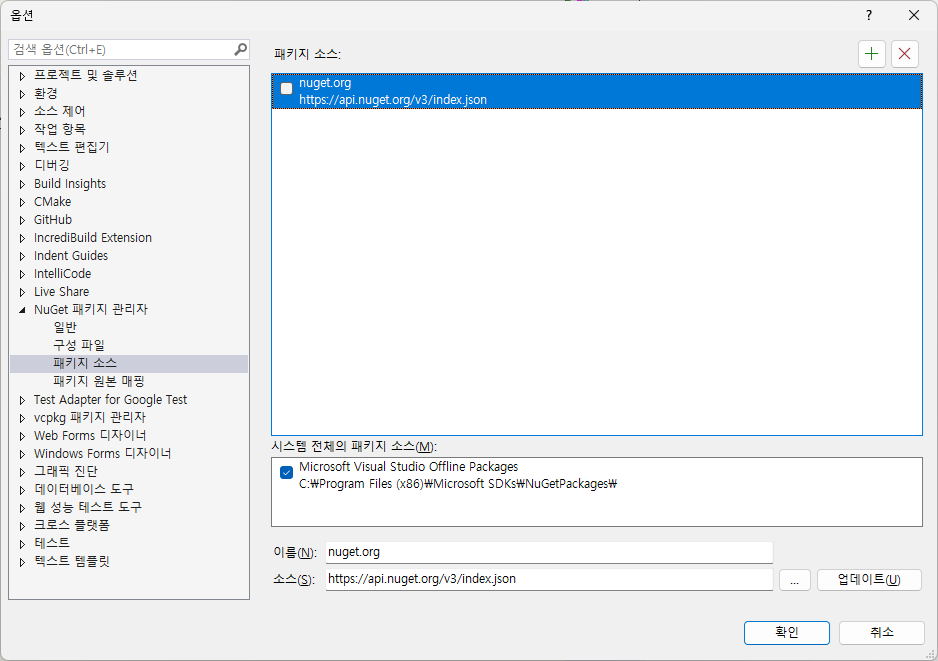 옵션
?
검색 옵션(Ctrl+E)
프로젝트 및 솔루션
환경
소스 제어
작업 항목
텍스트 편집기
디버깅
Build Insights
CMake
GitHub
IncrediBuild Extension
Indent Guides
IntelliCode
Live Share
NuGet 패키지 관리자
일반
구성 파일
패키지 소스
패키지 원본 매핑
Test Adapter for Google Test
vcpkg 패키지 관리자
Web Forms 디자이너
Windows Forms 디자이너
그래픽 진단
데이터베이스 도구
웹 성능 테스트 도구
크로스 플랫폼
테스트
텍스트 템플릿
패키지 소스:
nuget.org
https://api.nuget.org/v3/index.json
시스템 전체의 패키지 소스(M):
Microsoft Visual Studio Offline Packages
C:₩Program Files (x86)₩Microsoft SDKs₩NuGetPackages₩
이름(N): nuget.org
소스(S): https://api.nuget.org/v3/index.json ... 업데이트(U)
확인 취소